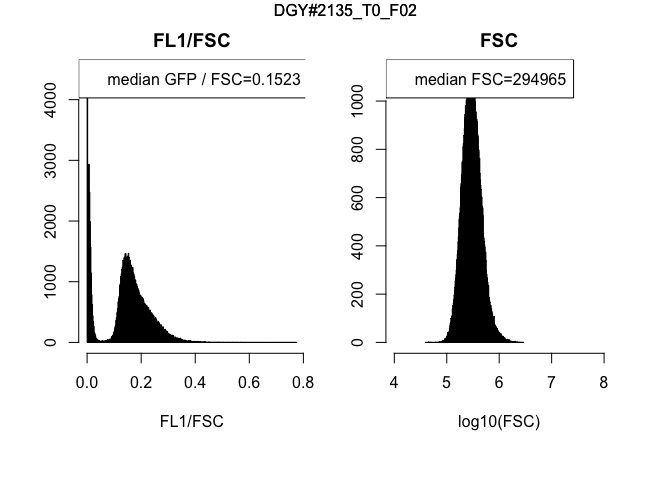 DGY#2135_T0_F02
FL1/FSC
median GFP / FSC=0.1523
0
1000
2000
3000
4000
0.0 0.2 0.4 0.6 0.8
FL1/FSC
FSC
median FSC=294965
0
200
400
600
800
1000
4 5 6 7 8
log10(FSC)